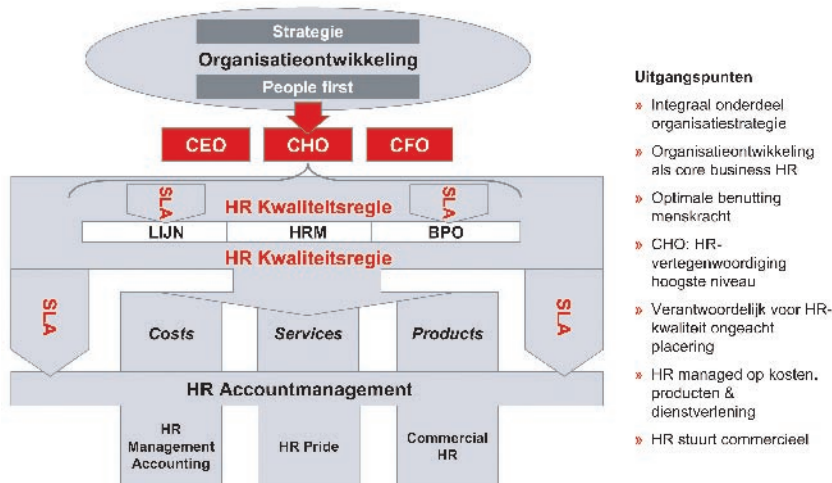 Strategie
Organisatieontwikkeling
People first
CEO
CHO
CFO
SLA
SLA
HR Kwaliteitsregie
LIJN
HRM
BPO
HR Kwaliteitsregie
SLA
SLA
Costs
Services
Products
HR Accountmanagement
HR
Management
Accounting
HR Pride
Commercial
HR
Uitgangspunten
» Integraal onderdeel
organisatiestrategie
» Organisatieontwikkeling
als core business HR
» Optimale benutting
menskracht
» CHO: HR-
vertegenwoordiging
hoogste niveau
» Verantwoordelijk voor HR-
kwaliteit ongeacht
placering
» HR managed op kosten,
producten &
dienstverlening
» HR stuurt commercieel